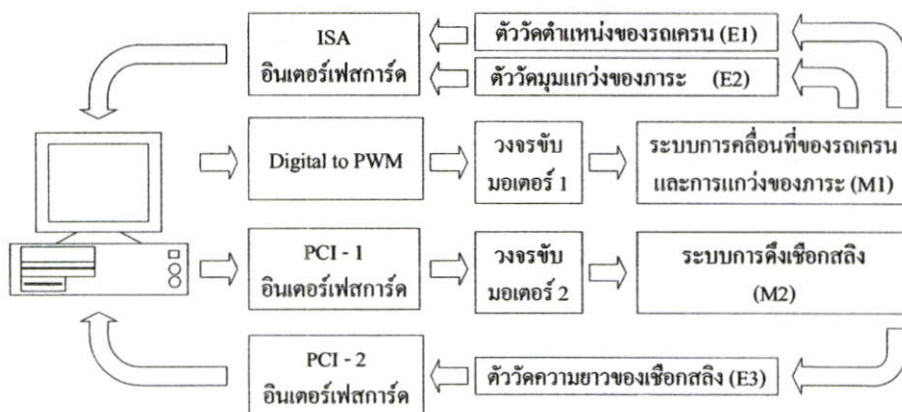 ISA
อินเตอร์เฟสการ์ด
ตัววัดตำแหน่งของรถเครน (E1)
ตัววัดมุมแกว่งของภาระ (E2)
Digital to PWM
วงจรขับ
มอเตอร์ 1
ระบบการเคลื่อนที่ของรถเครน
และการแกว่งของภาระ (M1)
PCI - 1
อินเตอร์เฟสการ์ด
วงจรขับ
มอเตอร์ 2
ระบบการดึงเชือกสลิง
(M2)
PCI - 2
อินเตอร์เฟสการ์ด
ตัววัดความยาวของเชือกสลิง (E3)